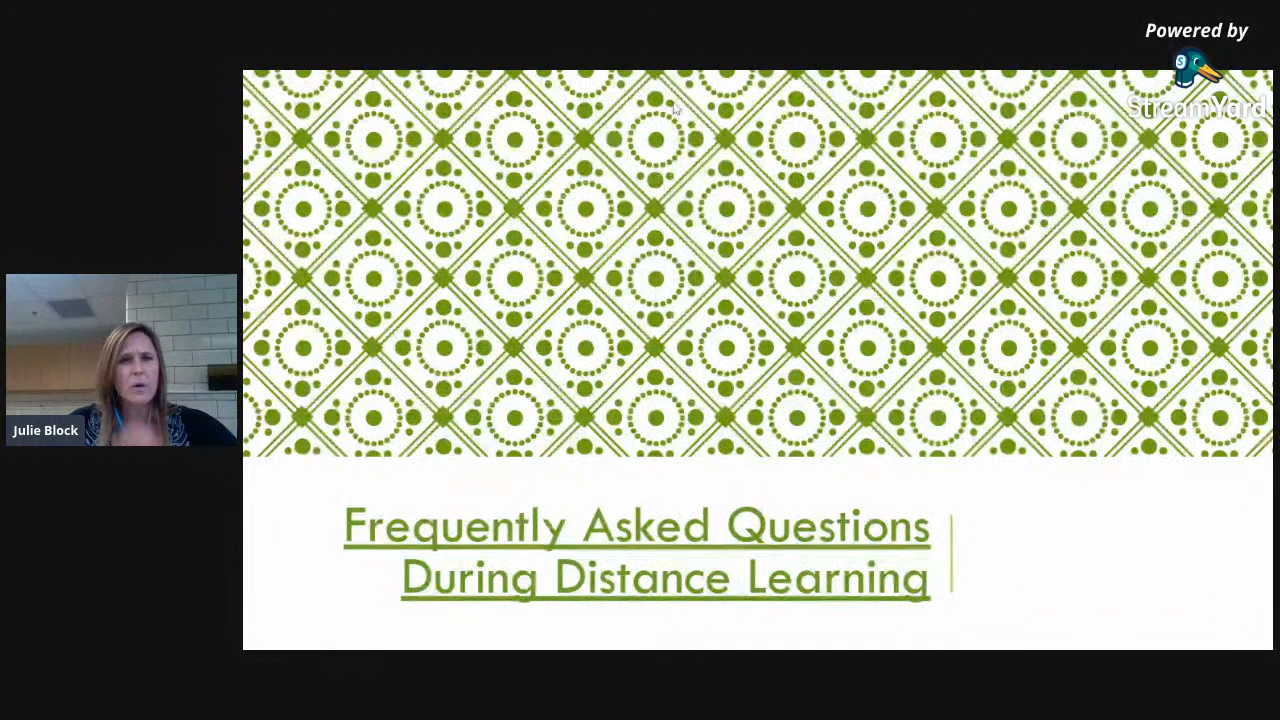 Powered by
StreamYard
Julie Block
Frequently Asked Questions
During Distance Learning